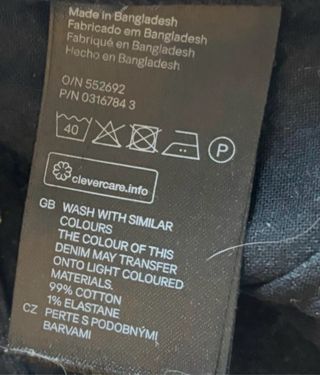 Made in Bangladesh
Fabricado em Bangladesh
Fabriqué en Bangladesh
Hecho en Bangladesh
O/N 552692
P/N 0316784 3
40 P
clevercare.info
GB WASH WITH SIMILAR
COLOURS
THE COLOUR OF THIS
DENIM MAY TRANSFER
ONTO LIGHT COLOURED
MATERIALS.
99% COTTON
1% ELASTANE
CZ PERTE S PODOBNÝMI
BARVAMI